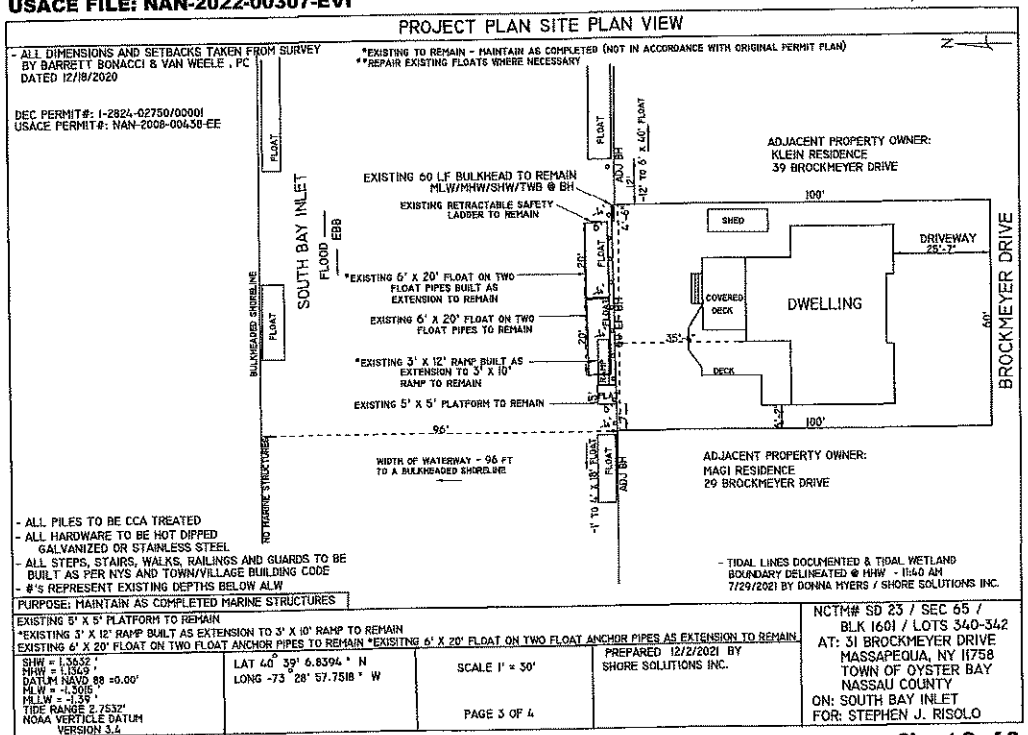 USACE FILE: NAN-2022-00307-EVI
PROJECT PLAN SITE PLAN VIEW
- ALL DIMENSIONS AND SETBACKS TAKEN FROM SURVEY
BY BARRETT BONACCI & VAN WEELE , PC
DATED 12/18/2020
*EXISTING TO REMAIN - MAINTAIN AS COMPLETED (NOT IN ACCORDANCE WITH ORIGINAL PERMIT PLAN)
**REPAIR EXISTING FLOATS WHERE NECESSARY
N
DEC PERMIT#: 1-2824-02750/00001
USACE PERMIT#: NAN-2008-00438-EE
FLOAT
FLOAT
ADJ BH
12'
-12' TO 6' X 40' FLOAT
ADJACENT PROPERTY OWNER:
KLEIN RESIDENCE
39 BROCKMEYER DRIVE
EXISTING 60 LF BULKHEAD TO REMAIN
MLW/MHW/SHW/TWB @ BH
EXISTING RETRACTABLE SAFETY
LADDER TO REMAIN
4'-6"
100'
SHED
DRIVEWAY
25'-7"
SOUTH BAY INLET
FLOOD
EBB
BULKHEADED SHORELINE
FLOAT
*EXISTING 6' X 20' FLOAT ON TWO
FLOAT PIPES BUILT AS
EXTENSION TO REMAIN
20'
FLOAT
EXISTING 6' X 20' FLOAT ON TWO
FLOAT PIPES TO REMAIN
20'
FLOAT
COVERED
DECK
DWELLING
60'
BROCKMEYER DRIVE
35'
DECK
*EXISTING 3' X 12' RAMP BUILT AS
EXTENSION TO 3' X 10'
RAMP TO REMAIN
RAMP
EXISTING 5' X 5' PLATFORM TO REMAIN
PLA
5'
96'
100'
WIDTH OF WATERWAY - 96 FT
TO A BULKHEADED SHORELINE
NO MARINE STRUCTURES
-1' TO 4' X 18' FLOAT
FLOAT
ADJ BH
ADJACENT PROPERTY OWNER:
MAGI RESIDENCE
29 BROCKMEYER DRIVE
- ALL PILES TO BE CCA TREATED
- ALL HARDWARE TO BE HOT DIPPED
GALVANIZED OR STAINLESS STEEL
- ALL STEPS, STAIRS, WALKS, RAILINGS AND GUARDS TO BE
BUILT AS PER NYS AND TOWN/VILLAGE BUILDING CODE
- #'S REPRESENT EXISTING DEPTHS BELOW ALW
- TIDAL LINES DOCUMENTED & TIDAL WETLAND
BOUNDARY DELINEATED @ MHW - 11:40 AM
7/29/2021 BY DONNA MYERS / SHORE SOLUTIONS INC.
PURPOSE: MAINTAIN AS COMPLETED MARINE STRUCTURES
EXISTING 5' X 5' PLATFORM TO REMAIN
*EXISTING 3' X 12' RAMP BUILT AS EXTENSION TO 3' X 10' RAMP TO REMAIN
EXISTING 6' X 20' FLOAT ON TWO FLOAT ANCHOR PIPES TO REMAIN *EXISTING 6' X 20' FLOAT ON TWO FLOAT ANCHOR PIPES AS EXTENSION TO REMAIN
SHW = 1.3632 '
MHW = 1.1349 '
DATUM NAVD 88 =0.00'
MLW = -1.3015 '
MLLW = -1.39 '
TIDE RANGE 2.7532'
NOAA VERTICLE DATUM
VERSION 3.4
LAT 40° 39' 6.8394 " N
LONG -73° 28' 57.7518 " W
SCALE 1" = 30'
PAGE 3 OF 4
PREPARED 12/2/2021 BY
SHORE SOLUTIONS INC.
NCTM# SD 23 / SEC 65 /
BLK 1601 / LOTS 340-342
AT: 31 BROCKMEYER DRIVE
MASSAPEQUA, NY 11758
TOWN OF OYSTER BAY
NASSAU COUNTY
ON: SOUTH BAY INLET
FOR: STEPHEN J. RISOLO